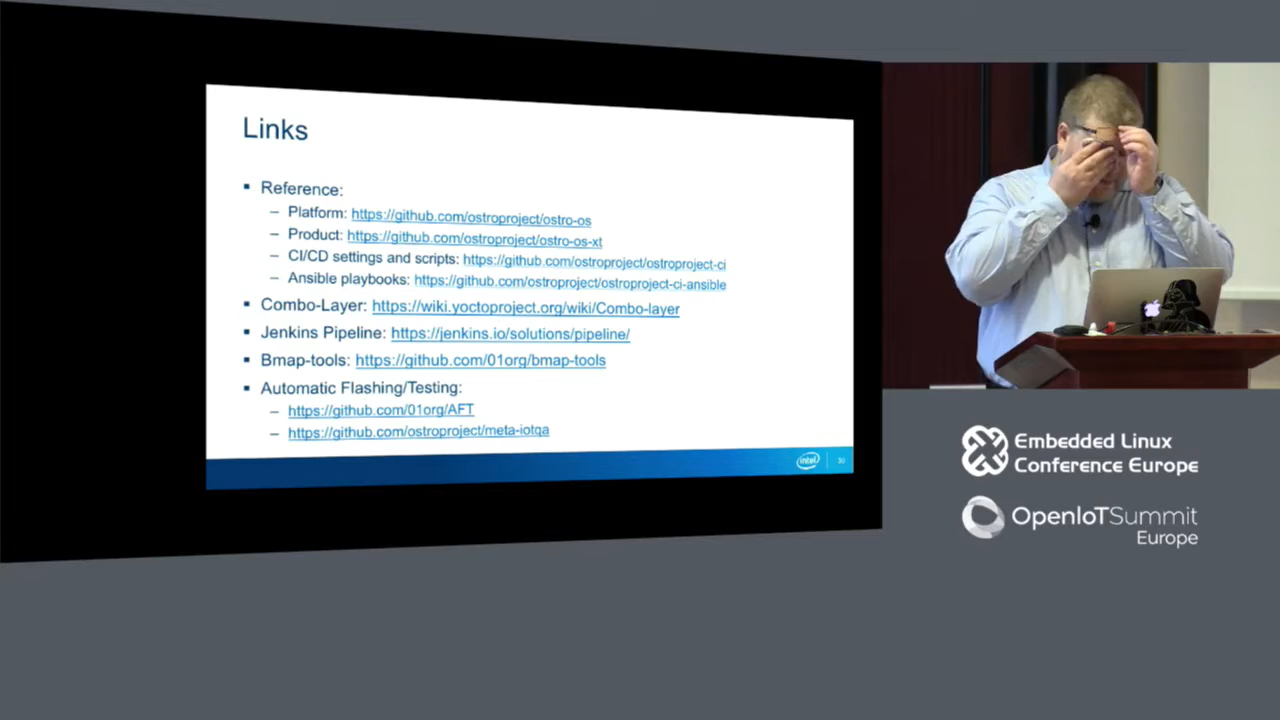 Links
Reference:
– Platform: https://github.com/ostroproject/ostro-os
– Product: https://github.com/ostroproject/ostro-os-xt
– CI/CD settings and scripts: https://github.com/ostroproject/ostroproject-ci
– Ansible playbooks: https://github.com/ostroproject/ostroproject-ci-ansible
Combo-Layer: https://wiki.yoctoproject.org/wiki/Combo-layer
Jenkins Pipeline: https://jenkins.io/solutions/pipeline/
Bmap-tools: https://github.com/01org/bmap-tools
Automatic Flashing/Testing:
– https://github.com/01org/AFT
– https://github.com/ostroproject/meta-iotqa
intel
Embedded Linux
Conference Europe
OpenIoTSummit
Europe